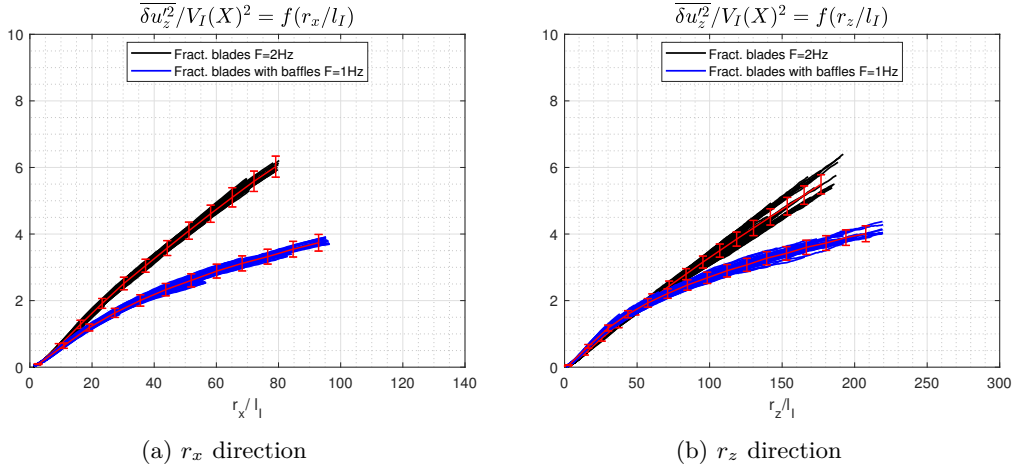 $\overline{\delta u_z'^2}/V_I(X)^2 = f(r_x/l_I)$
10
8
6
4
2
0
Fract. blades F=2Hz
Fract. blades with baffles F=1Hz
0 20 40 60 80 100 120 140
r_x/ l_I
(a) r_x direction
$\overline{\delta u_z'^2}/V_I(X)^2 = f(r_z/l_I)$
10
8
6
4
2
0
Fract. blades F=2Hz
Fract. blades with baffles F=1Hz
0 50 100 150 200 250 300
r_z/l_I
(b) r_z direction